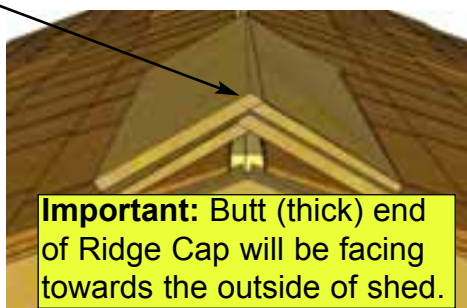 Important: Butt (thick) end
of Ridge Cap will be facing
towards the outside of shed.